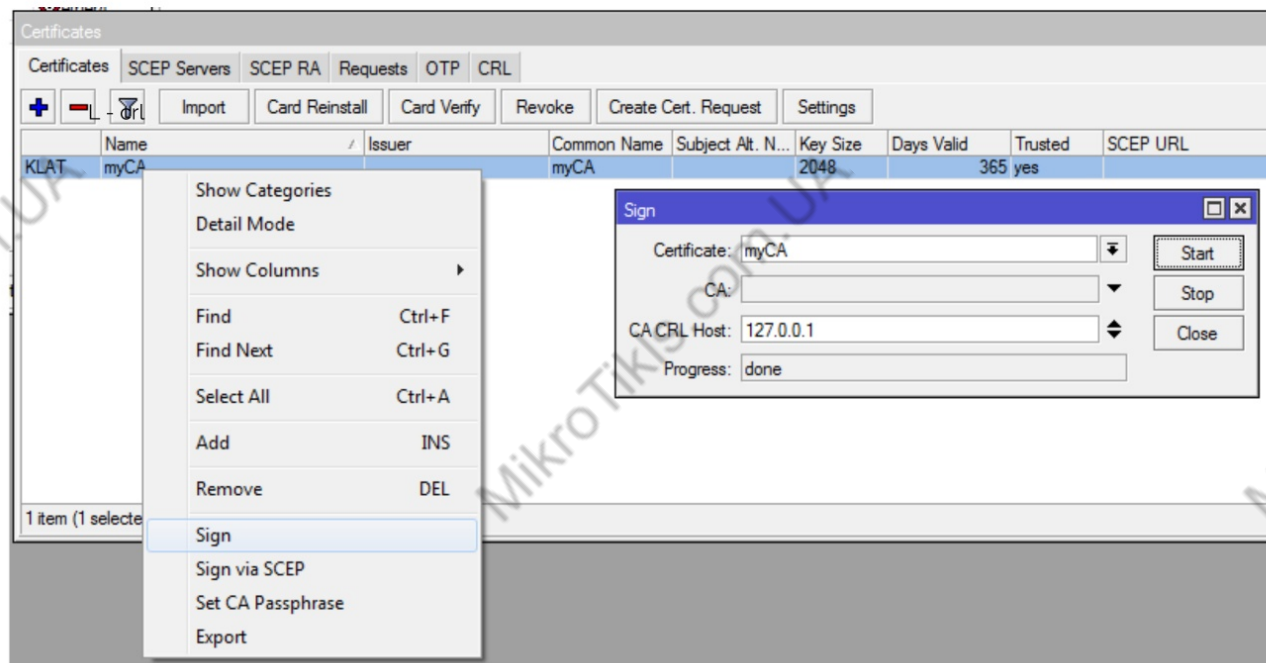 Certificates
Certificates SCEP Servers SCEP RA Requests OTP CRL
Import Card Reinstall Card Verify Revoke Create Cert. Request Settings
Name Issuer Common Name Subject Alt. N... Key Size Days Valid Trusted SCEP URL
KLAT myCA myCA 2048 365 yes
Show Categories
Detail Mode
Show Columns
Find Ctrl+F
Find Next Ctrl+G
Select All Ctrl+A
Add INS
Remove DEL
Sign
Sign via SCEP
Set CA Passphrase
Export
Sign
Certificate: myCA Start
CA: Stop
CA CRL Host: 127.0.0.1 Close
Progress: done
1 item (1 selecte
MikroTikls.com.UA